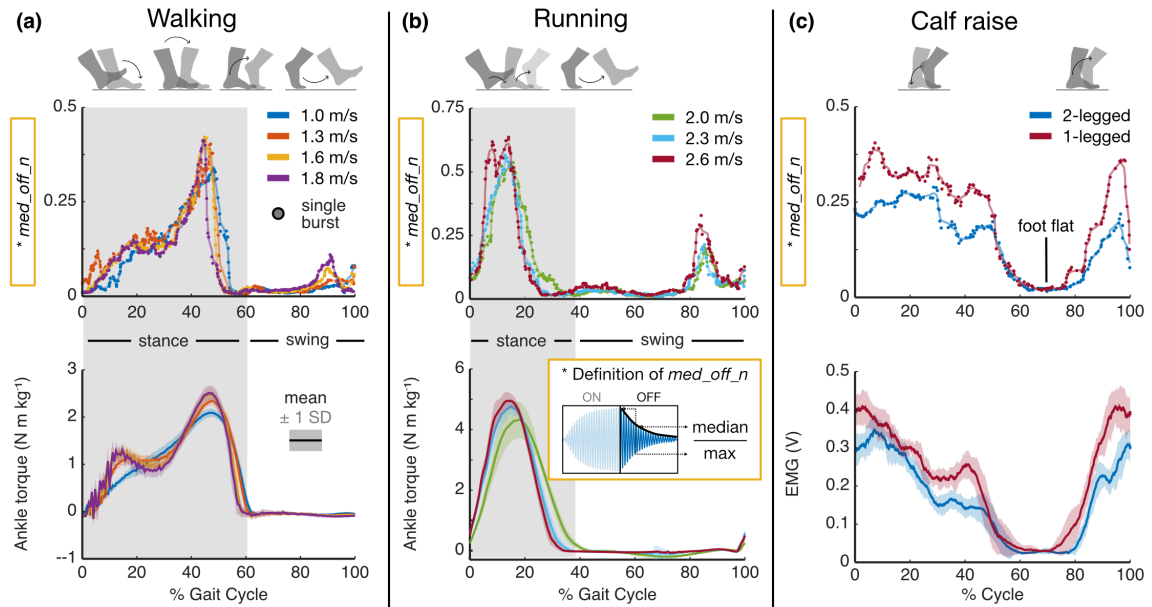 (a)
Walking
(b)
Running
(c)
Calf raise
* med_off_n
0.5
0.25
0
1.0 m/s
1.3 m/s
1.6 m/s
1.8 m/s
single
burst
0 20 40 60 80 100
stance
swing
Ankle torque (N m kg-1)
3
2
1
0
--1
mean
± 1 SD
0 20 40 60 80 100
% Gait Cycle
* med_off_n
0.75
0.5
0.25
0
2.0 m/s
2.3 m/s
2.6 m/s
0 20 40 60 80 100
stance
swing
Ankle torque (N m kg-1)
6
4
2
0
* Definition of med_off_n
ON OFF
median
max
0 20 40 60 80 100
% Gait Cycle
* med_off_n
0.5
0.25
0
2-legged
1-legged
foot flat
0 20 40 60 80 100
EMG (V)
0.5
0.4
0.3
0.2
0.1
0
0 20 40 60 80 100
% Cycle